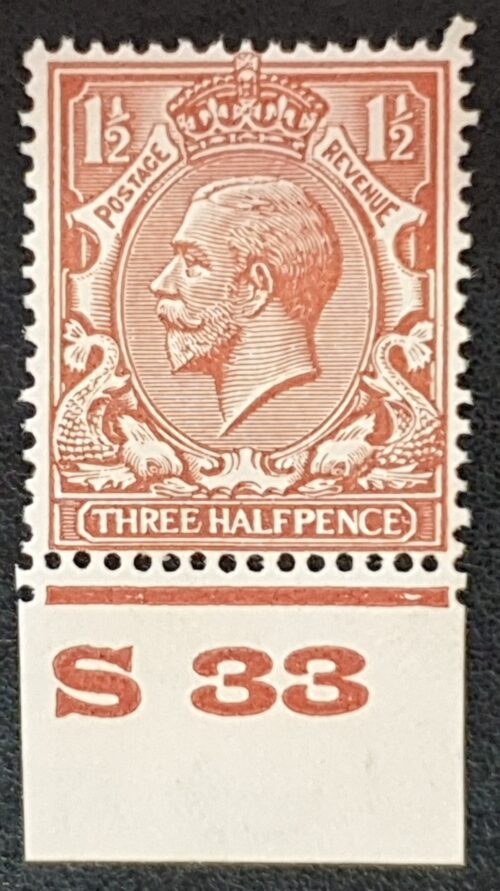 1½ 1½
POSTAGE REVENUE
THREE HALFPENCE
S 33